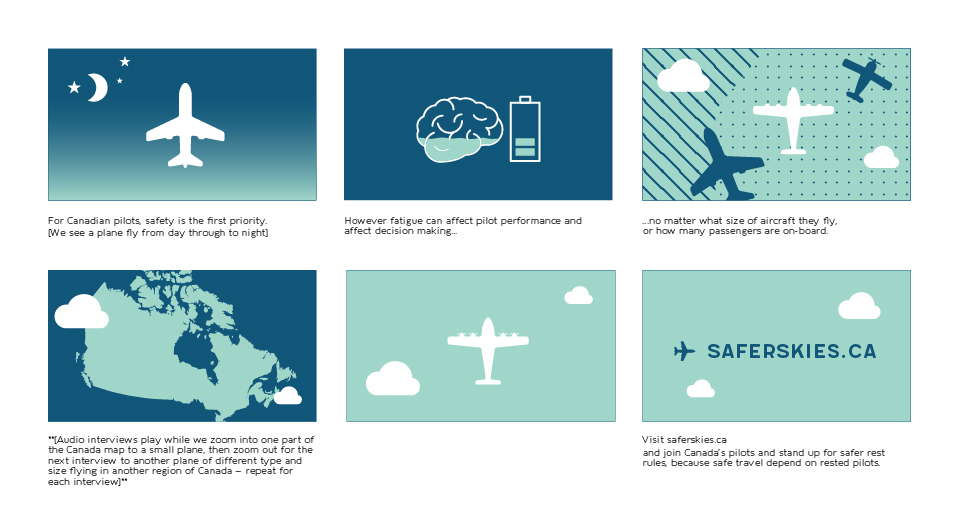 For Canadian pilots, safety is the first priority.
[We see a plane fly from day through to night]
However fatigue can affect pilot performance and
affect decision making...
...no matter what size of aircraft they fly,
or how many passengers are on-board.
**[Audio interviews play while we zoom into one part of
the Canada map to a small plane, then zoom out for the
next interview to another plane of different type and
size flying in another region of Canada – repeat for
each interview]**
SAFERSKIES.CA
Visit saferskies.ca
and join Canada's pilots and stand up for safer rest
rules, because safe travel depend on rested pilots.